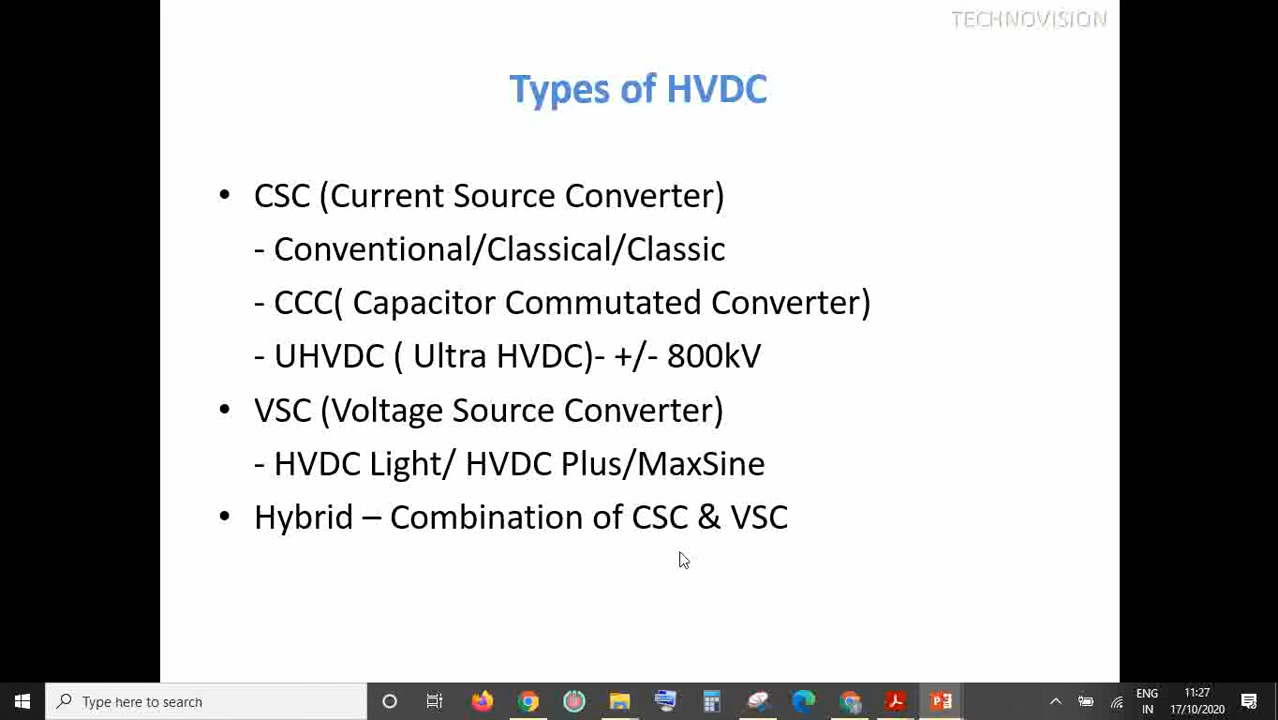 TECHNOVISION
Types of HVDC
• CSC (Current Source Converter)
- Conventional/Classical/Classic
- CCC( Capacitor Commutated Converter)
- UHVDC ( Ultra HVDC)- +/- 800kV
• VSC (Voltage Source Converter)
- HVDC Light/ HVDC Plus/MaxSine
• Hybrid – Combination of CSC & VSC
Type here to search
ENG
IN
11:27
17/10/2020